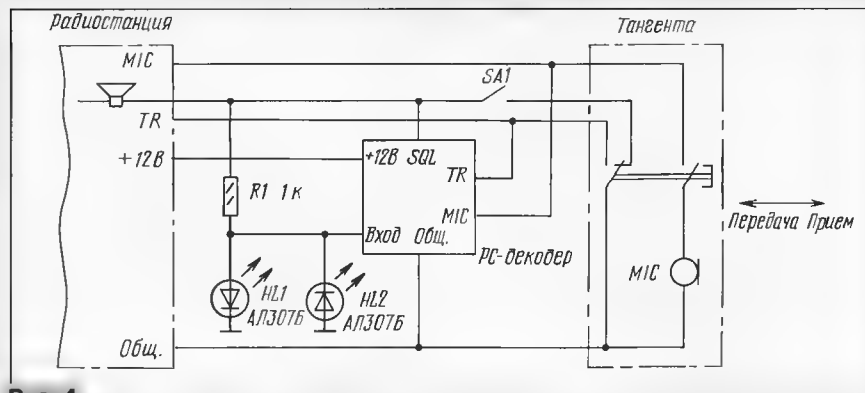 Радиостанция
Тангента
MIC
SA1
TR
+12В
+12В SQL
TR
R1 1к
MIC
Передача Прием
Вход Общ.
РС-декодер
MIC
HL1
АЛ307Б
HL2
АЛ307Б
Общ.